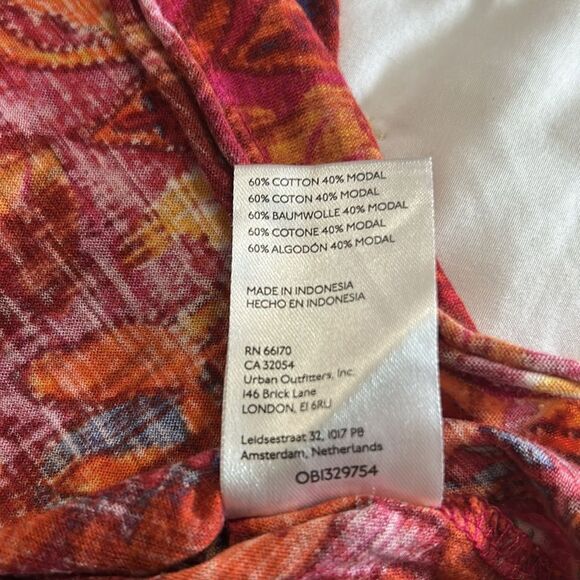 60% COTTON 40% MODAL
60% COTON 40% MODAL
60% BAUMWOLLE 40% MODAL
60% COTONE 40% MODAL
60% ALGODÓN 40% MODAL
MADE IN INDONESIA
HECHO EN INDONESIA
RN 66170
CA 32054
Urban Outfitters, Inc.
146 Brick Lane
LONDON, E1 6RU
Leidsestraat 32, 1017 PB
Amsterdam, Netherlands
OB1329754